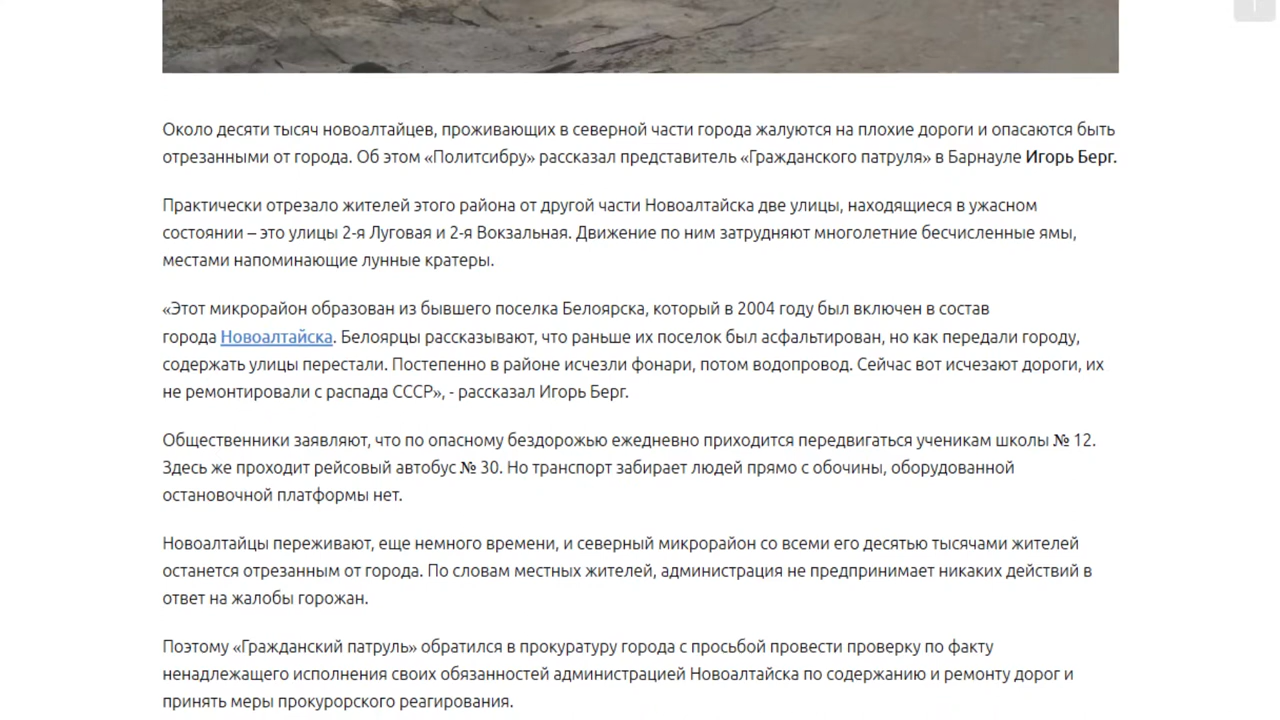 Около десяти тысяч новоалтайцев, проживающих в северной части города жалуются на плохие дороги и опасаются быть
отрезанными от города. Об этом «Политсибру» рассказал представитель «Гражданского патруля» в Барнауле Игорь Берг.
Практически отрезало жителей этого района от другой части Новоалтайска две улицы, находящиеся в ужасном
состоянии – это улицы 2-я Луговая и 2-я Вокзальная. Движение по ним затрудняют многолетние бесчисленные ямы,
местами напоминающие лунные кратеры.
«Этот микрорайон образован из бывшего поселка Белоярска, который в 2004 году был включен в состав
города Новоалтайска. Белоярцы рассказывают, что раньше их поселок был асфальтирован, но как передали городу,
содержать улицы перестали. Постепенно в районе исчезли фонари, потом водопровод. Сейчас вот исчезают дороги, их
не ремонтировали с распада СССР», - рассказал Игорь Берг.
Общественники заявляют, что по опасному бездорожью ежедневно приходится передвигаться ученикам школы № 12.
Здесь же проходит рейсовый автобус № 30. Но транспорт забирает людей прямо с обочины, оборудованной
остановочной платформы нет.
Новоалтайцы переживают, еще немного времени, и северный микрорайон со всеми его десятью тысячами жителей
останется отрезанным от города. По словам местных жителей, администрация не предпринимает никаких действий в
ответ на жалобы горожан.
Поэтому «Гражданский патруль» обратился в прокуратуру города с просьбой провести проверку по факту
ненадлежащего исполнения своих обязанностей администрацией Новоалтайска по содержанию и ремонту дорог и
принять меры прокурорского реагирования.